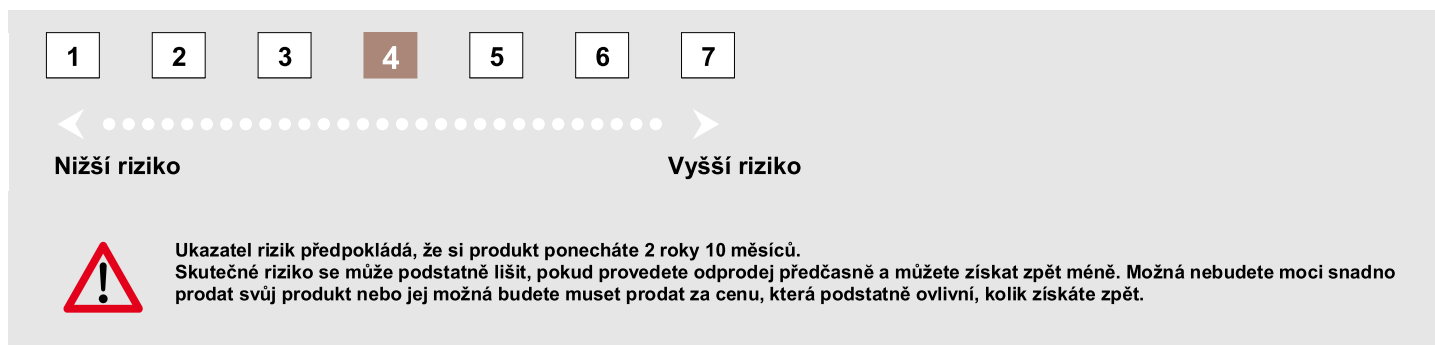 1 2 3 4 5 6 7
Nižší riziko Vyšší riziko
Ukazatel rizik předpokládá, že si produkt ponecháte 2 roky 10 měsíců.
Skutečné riziko se může podstatně lišit, pokud provedete odprodej předčasně a můžete získat zpět méně. Možná nebudete moci snadno
prodat svůj produkt nebo jej možná budete muset prodat za cenu, která podstatně ovlivní, kolik získáte zpět.